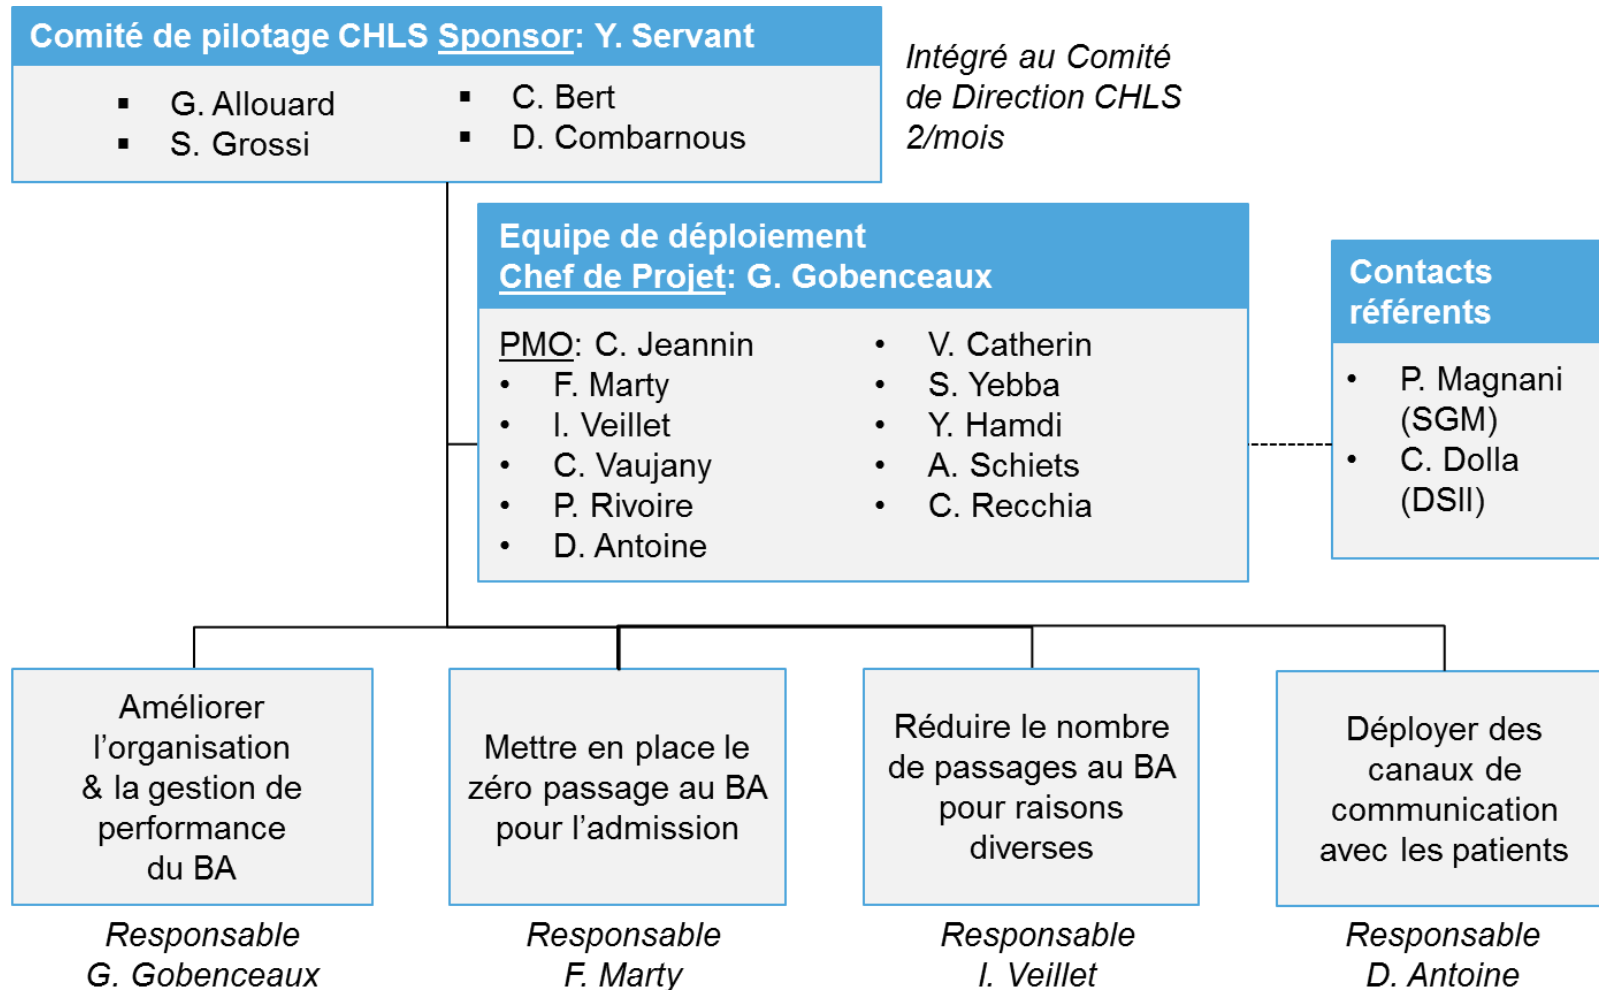 Comité de pilotage CHLS Sponsor: Y. Servant
▪ G. Allouard
▪ S. Grossi
▪ C. Bert
▪ D. Combarnous
Intégré au Comité
de Direction CHLS
2/mois
Equipe de déploiement
Chef de Projet: G. Gobenceaux
PMO: C. Jeannin
• F. Marty
• I. Veillet
• C. Vaujany
• P. Rivoire
• D. Antoine
• V. Catherin
• S. Yebba
• Y. Hamdi
• A. Schiets
• C. Recchia
Contacts
référents
• P. Magnani
(SGM)
• C. Dolla
(DSII)
Améliorer
l’organisation
& la gestion de
performance
du BA
Responsable
G. Gobenceaux
Mettre en place le
zéro passage au BA
pour l’admission
Responsable
F. Marty
Réduire le nombre
de passages au BA
pour raisons
diverses
Responsable
I. Veillet
Déployer des
canaux de
communication
avec les patients
Responsable
D. Antoine